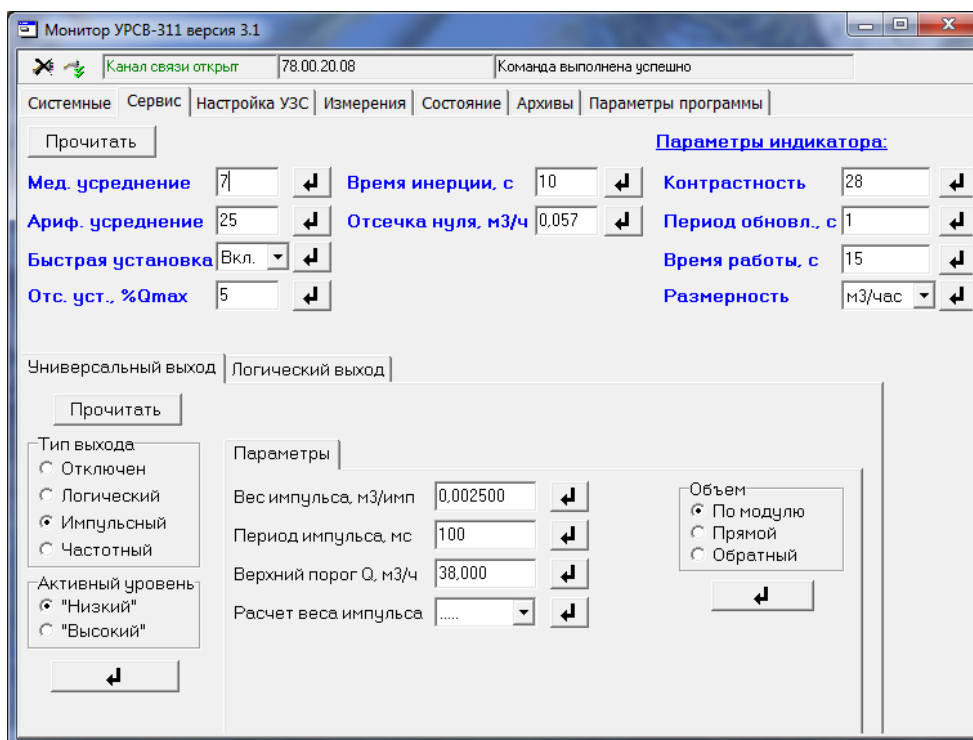 Монитор УРСВ-311 версия 3.1
Канал связи открыт 78.00.20.08 Команда выполнена успешно
Системные Сервис Настройка УЗС Измерения Состояние Архивы Параметры программы
Прочитать Параметры индикатора:
Мед. усреднение 7 Время инерции, с 10 Контрастность 28
Ариф. усреднение 25 Отсечка нуля, м3/ч 0,057 Период обновл., с 1
Быстрая установка Вкл. Время работы, с 15
Отс. уст., %Qmax 5 Размерность м3/час
Универсальный выход Логический выход
Прочитать
Тип выхода
Отключен
Логический
Импульсный
Частотный
Активный уровень
"Низкий"
"Высокий"
Параметры
Вес импульса, м3/имп 0,002500
Период импульса, мс 100
Верхний порог Q, м3/ч 38,000
Расчет веса импульса .....
Объем
По модулю
Прямой
Обратный